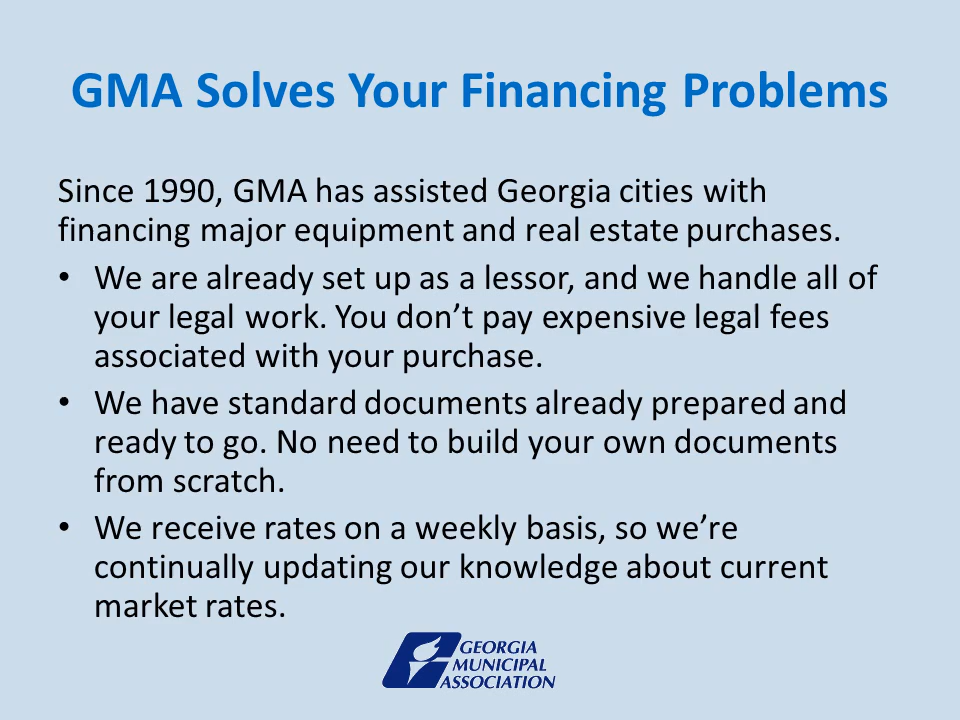 GMA Solves Your Financing Problems
Since 1990, GMA has assisted Georgia cities with
financing major equipment and real estate purchases.
• We are already set up as a lessor, and we handle all of
your legal work. You don’t pay expensive legal fees
associated with your purchase.
• We have standard documents already prepared and
ready to go. No need to build your own documents
from scratch.
• We receive rates on a weekly basis, so we’re
continually updating our knowledge about current
market rates.
GEORGIA
MUNICIPAL
ASSOCIATION